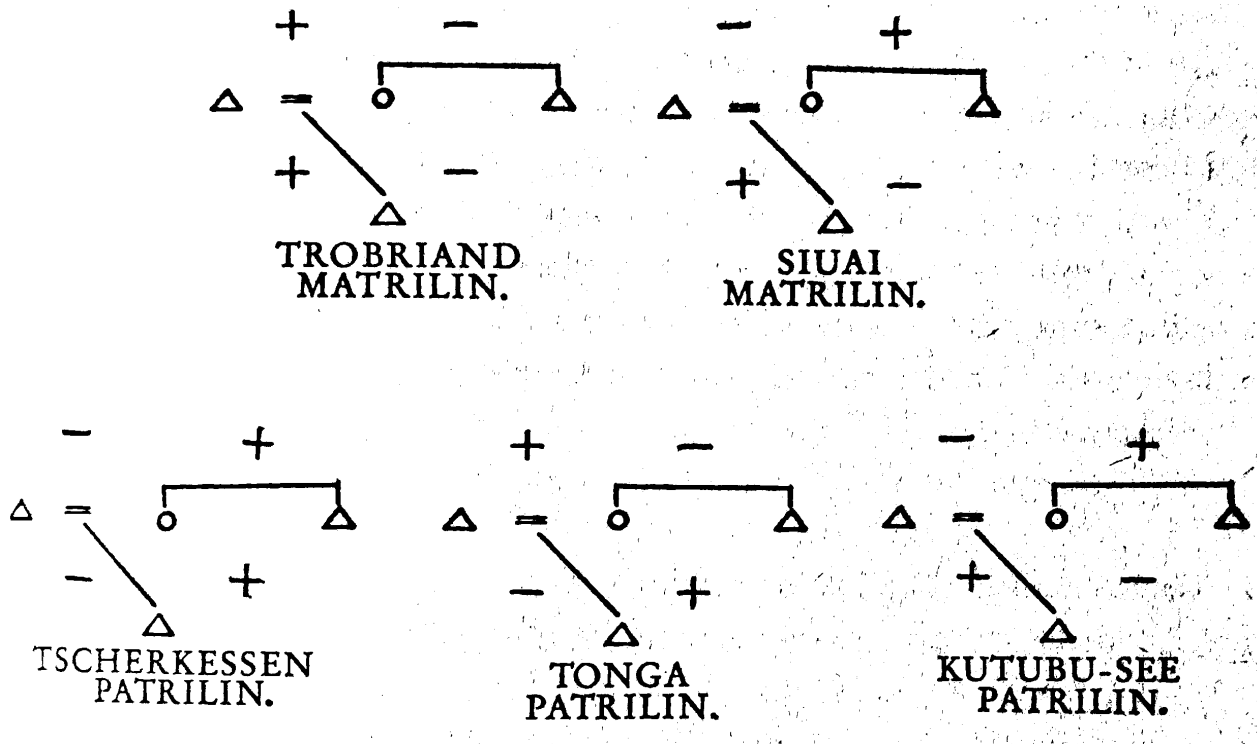 + − − +
= =
+ − + −
TROBRIAND
MATRILIN.
SIUAI
MATRILIN.
− + + − − +
= = =
− + − + + −
TSCHERKESSEN
PATRILIN.
TONGA
PATRILIN.
KUTUBU-SEE
PATRILIN.